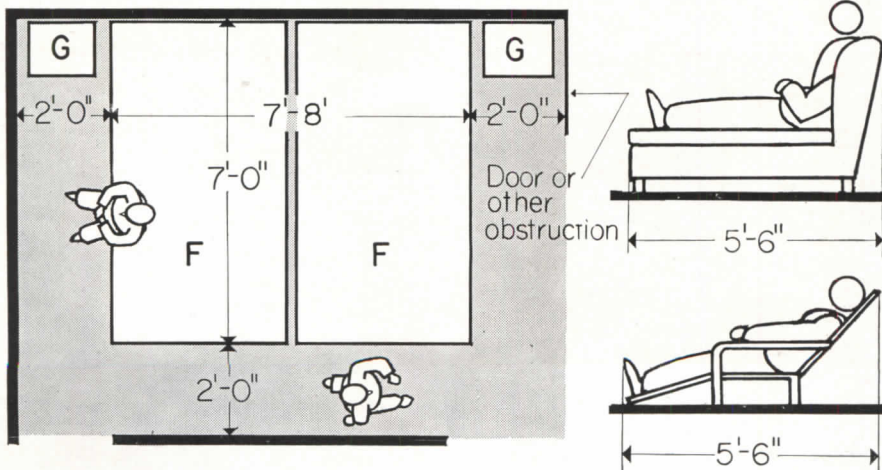 G
G
2'-0"
7'-8'
2'-0"
7'-0"
Door or
other
obstruction
F
F
2'-0"
5'-6"
5'-6"